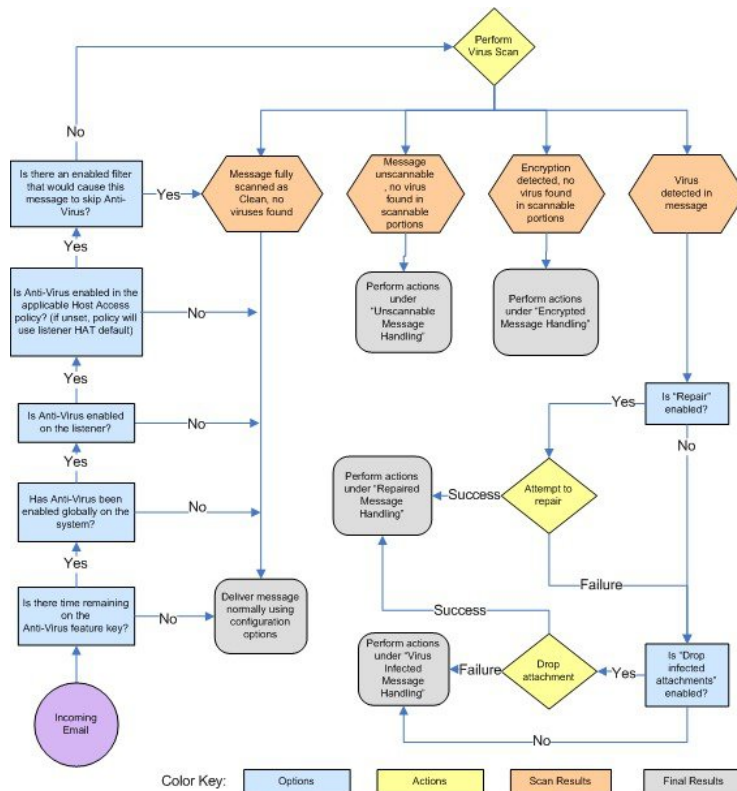 Perform
Virus Scan
No
Is there an enabled filter
that would cause this
message to skip Anti-
Virus?
Yes
Message fully
scanned as
Clean, no
viruses found
Message
unscannable
, no virus
found in
scannable
portions
Encryption
detected, no
virus found
in scannable
portions
Virus
detected in
message
Yes
Is Anti-Virus enabled in the
applicable Host Access
policy? (if unset, policy will
use listener HAT default)
No
Perform actions
under
“Unscannable
Message
Handling”
Perform actions
under “Encrypted
Message Handling”
Yes
Is Anti-Virus enabled
on the listener?
No
Is “Repair”
enabled?
Yes
No
Yes
Has Anti-Virus been
enabled globally on the
system?
No
Perform actions
under “Repaired
Message
Handling”
Success
Attempt to
repair
Failure
Yes
Is there time remaining
on the
Anti-Virus feature key?
No
Deliver message
normally using
configuration
options
Success
Perform actions
under “Virus
Infected
Message
Handling”
Failure
Drop
attachment
Yes
Is “Drop
infected
attachments”
enabled?
No
Incoming
Email
Color Key:
Options
Actions
Scan Results
Final Results